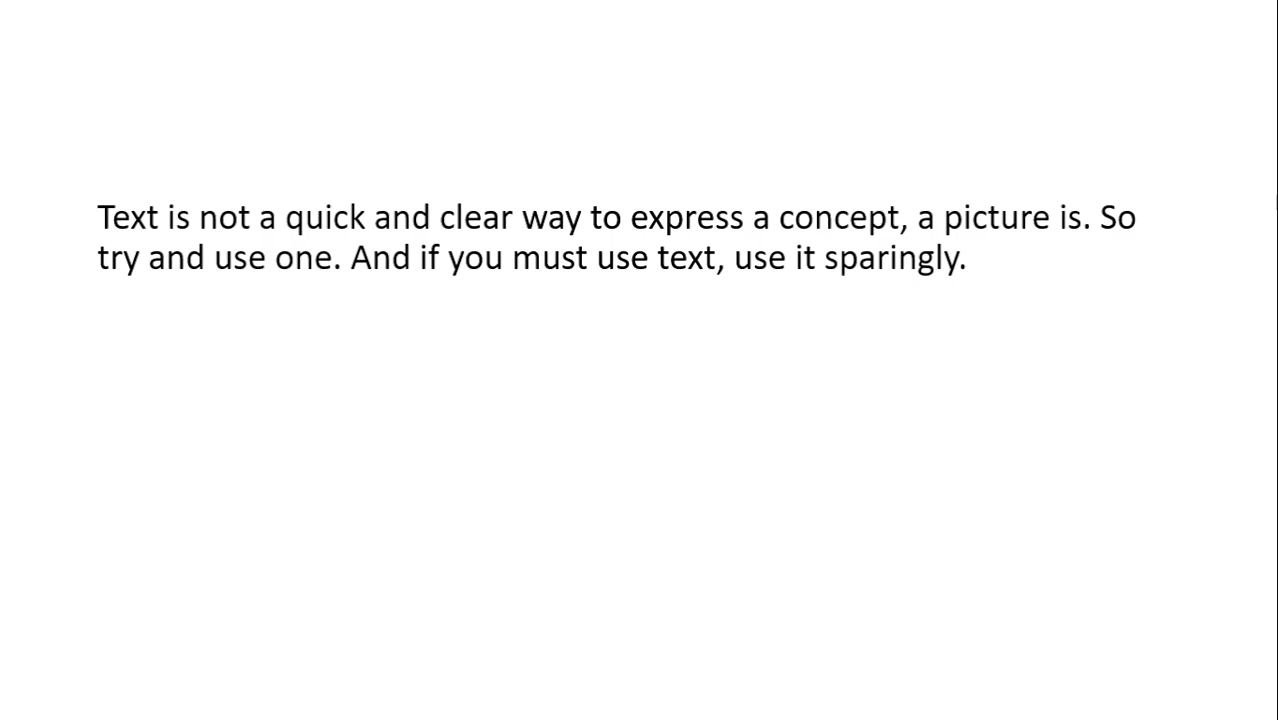 Text is not a quick and clear way to express a concept, a picture is. So
try and use one. And if you must use text, use it sparingly.